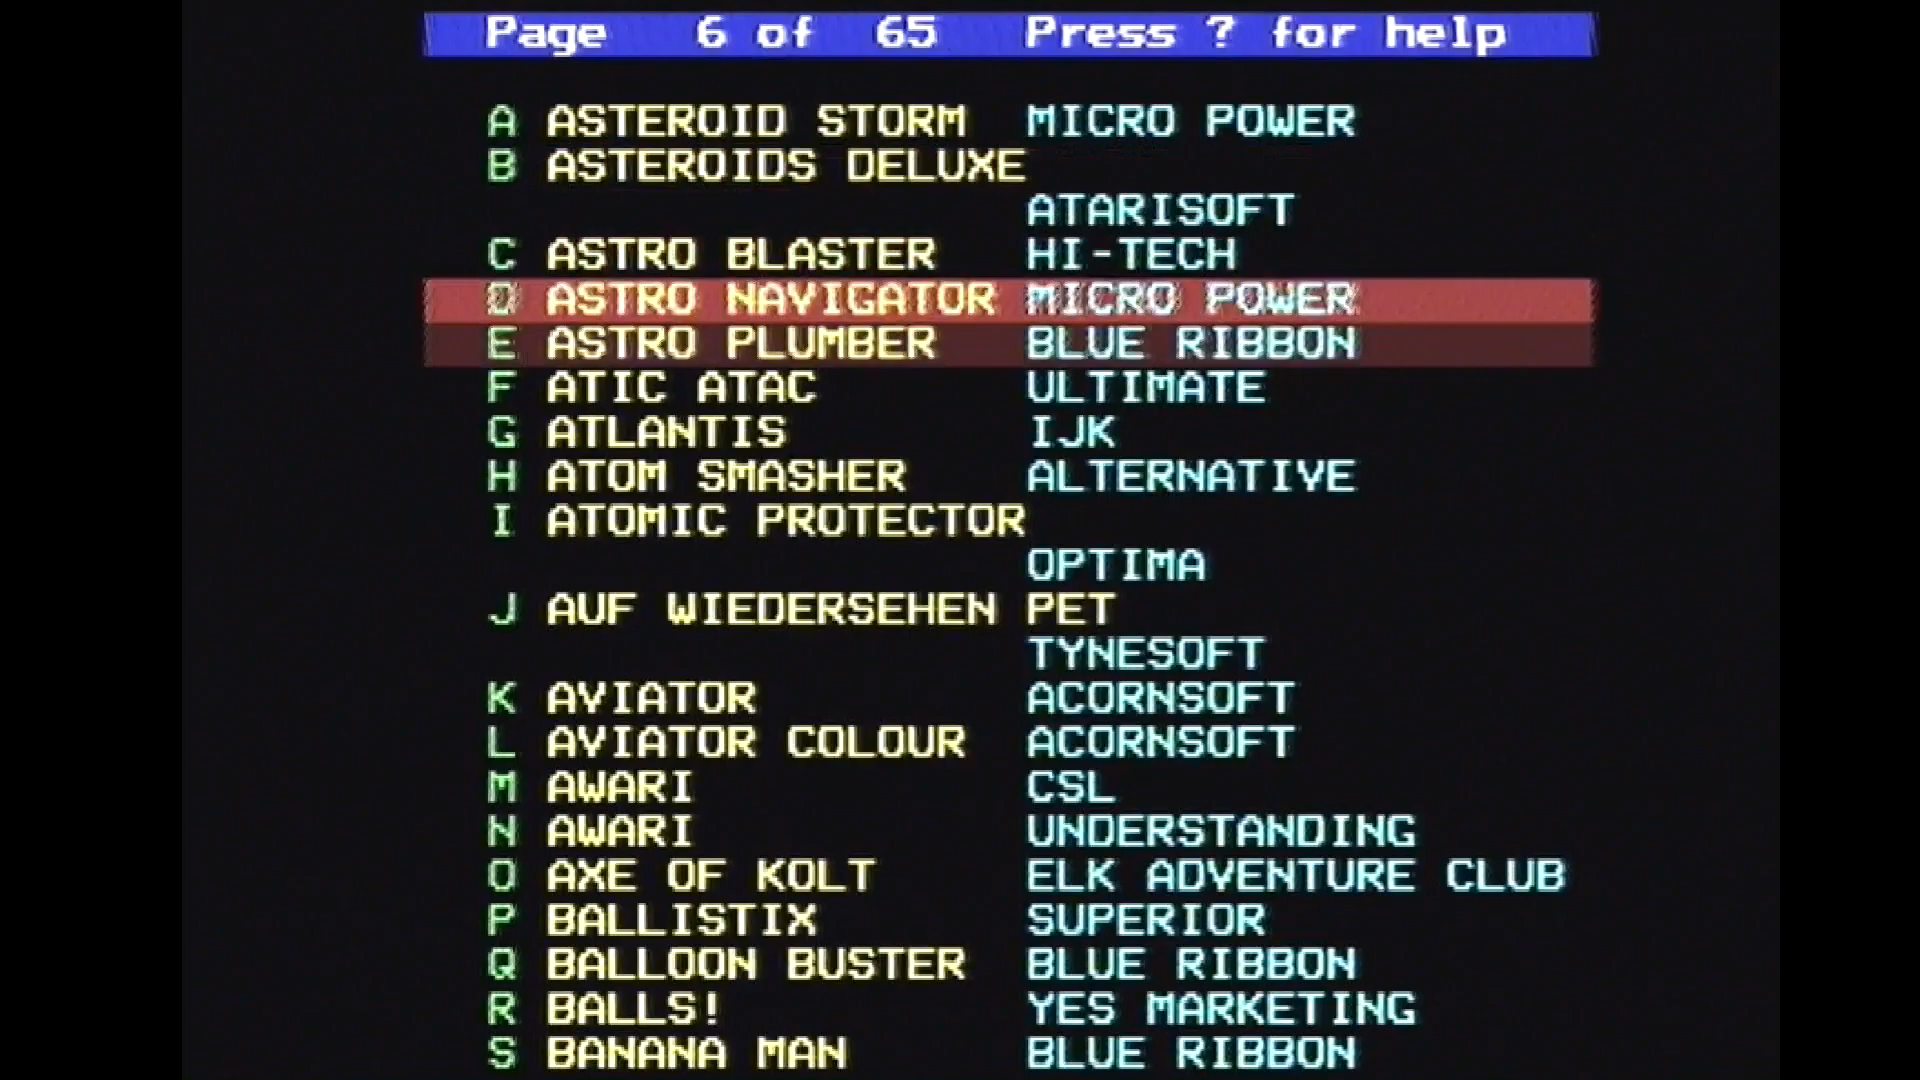 Page 6 of 65 Press ? for help
A ASTEROID STORM MICRO POWER
B ASTEROIDS DELUXE
ATARISOFT
C ASTRO BLASTER HI-TECH
D ASTRO NAVIGATOR MICRO POWER
E ASTRO PLUMBER BLUE RIBBON
F ATIC ATAC ULTIMATE
G ATLANTIS IJK
H ATOM SMASHER ALTERNATIVE
I ATOMIC PROTECTOR
OPTIMA
J AUF WIEDERSEHEN PET
TYNESOFT
K AVIATOR ACORNSOFT
L AVIATOR COLOUR ACORNSOFT
M AWARI CSL
N AWARI UNDERSTANDING
O AXE OF KOLT ELK ADVENTURE CLUB
P BALLISTIX SUPERIOR
Q BALLOON BUSTER BLUE RIBBON
R BALLS! YES MARKETING
S BANANA MAN BLUE RIBBON